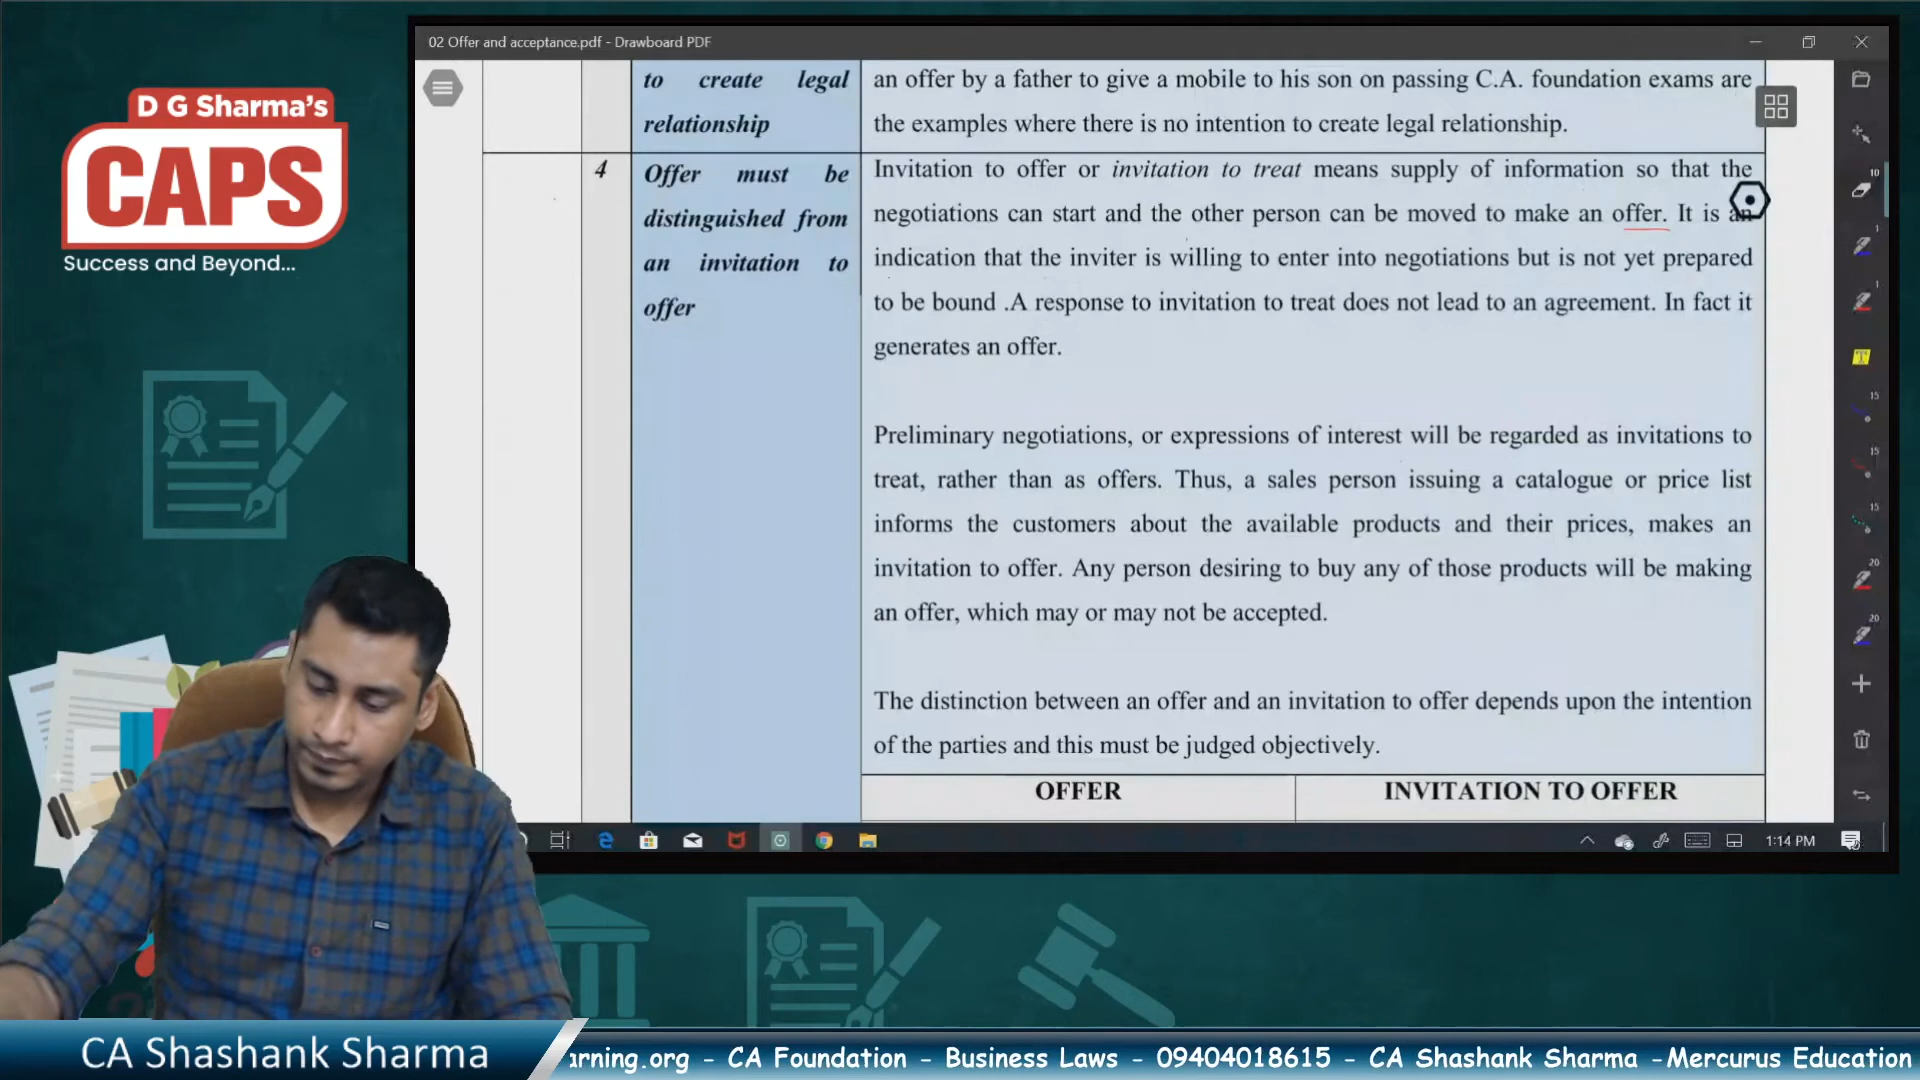 02 Offer and acceptance.pdf - Drawboard PDF
D G Sharma's
CAPS
Success and Beyond...
to create legal
relationship
an offer by a father to give a mobile to his son on passing C.A. foundation exams are
the examples where there is no intention to create legal relationship.
4
Offer must be
distinguished from
an invitation to
offer
Invitation to offer or invitation to treat means supply of information so that the
negotiations can start and the other person can be moved to make an offer. It is an
indication that the inviter is willing to enter into negotiations but is not yet prepared
to be bound .A response to invitation to treat does not lead to an agreement. In fact it
generates an offer.
Preliminary negotiations, or expressions of interest will be regarded as invitations to
treat, rather than as offers. Thus, a sales person issuing a catalogue or price list
informs the customers about the available products and their prices, makes an
invitation to offer. Any person desiring to buy any of those products will be making
an offer, which may or may not be accepted.
The distinction between an offer and an invitation to offer depends upon the intention
of the parties and this must be judged objectively.
OFFER
INVITATION TO OFFER
10
1
1
T
15
15
15
20
20
1:14 PM
CA Shashank Sharma
arning.org - CA Foundation - Business Laws - 09404018615 - CA Shashank Sharma -Mercurus Education